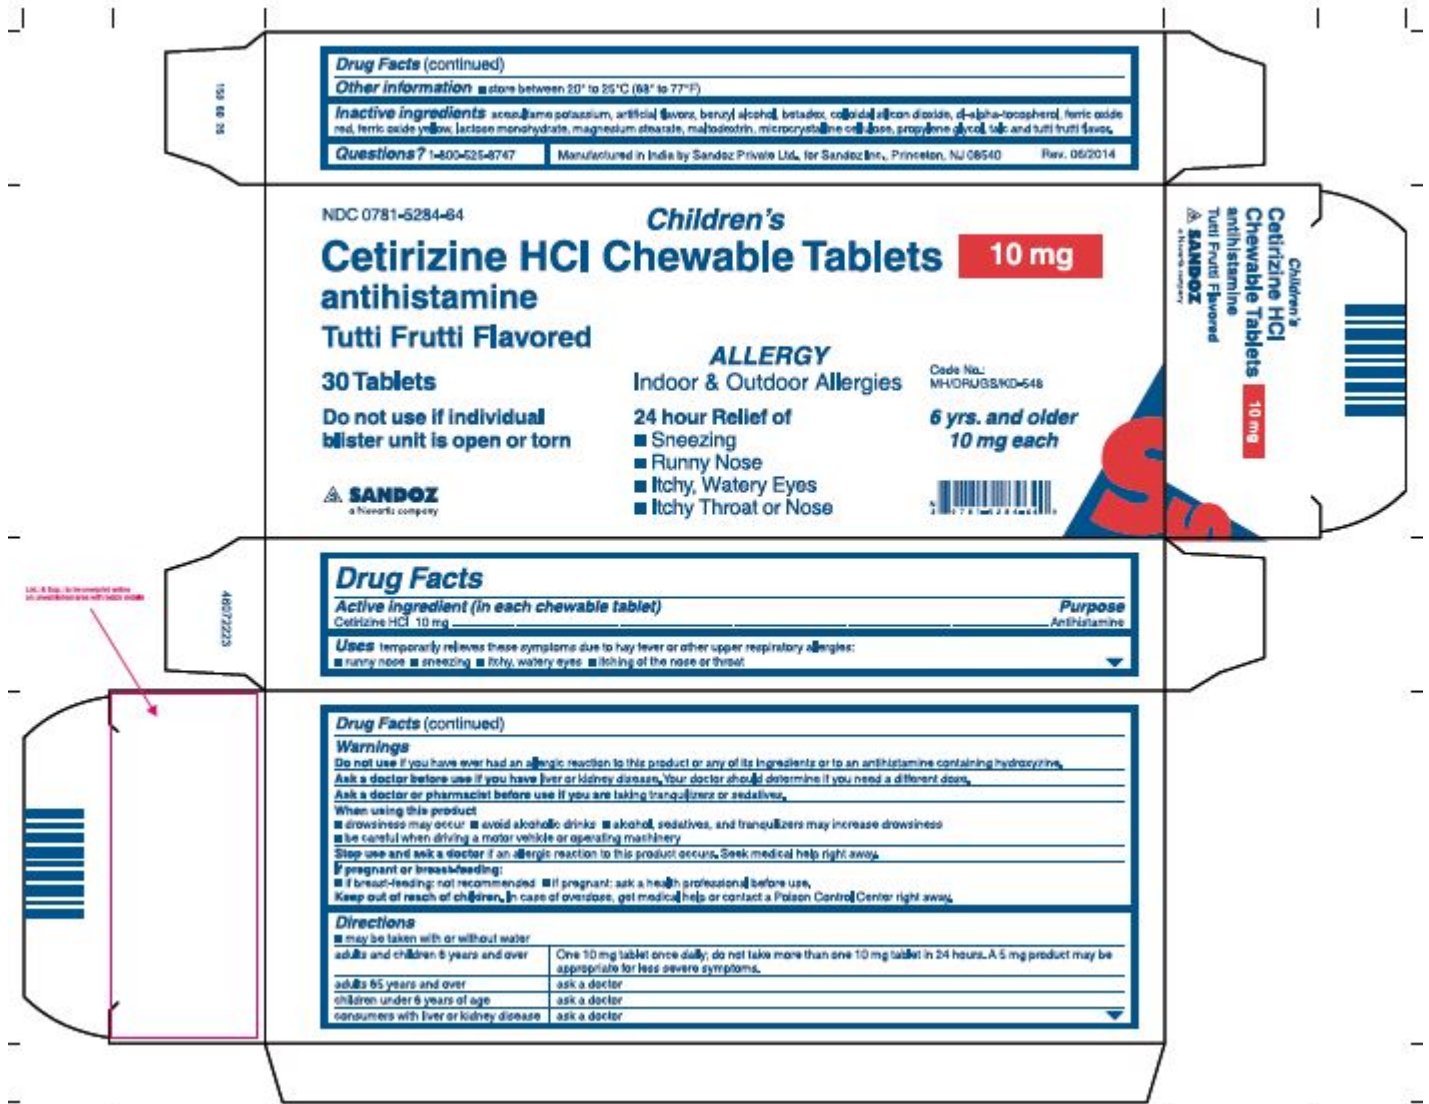 Drug Facts (continued)
Other information ■ store between 20° to 25°C (68° to 77°F)
Inactive ingredients acesulfame potassium, artificial flavors, benzyl alcohol, betadex, colloidal silicon dioxide, dl-alpha-tocopherol, ferric oxide
red, ferric oxide yellow, lactose monohydrate, magnesium stearate, maltodextrin, microcrystalline cellulose, propylene glycol, talc and tutti frutti flavor.
Questions? 1-800-525-8747 Manufactured in India by Sandoz Private Ltd., for Sandoz Inc., Princeton, NJ 08540 Rev. 06/2014
NDC 0781-5284-64
Children's
Cetirizine HCl Chewable Tablets 10 mg
antihistamine
Tutti Frutti Flavored
30 Tablets
Do not use if individual
blister unit is open or torn
SANDOZ
a Novartis company
ALLERGY
Indoor & Outdoor Allergies
24 hour Relief of
■ Sneezing
■ Runny Nose
■ Itchy, Watery Eyes
■ Itchy Throat or Nose
Code No.:
MH/DRUGS/KD-548
6 yrs. and older
10 mg each
Children's
Cetirizine HCl
Chewable Tablets 10 mg
antihistamine
Tutti Frutti Flavored
SANDOZ
a Novartis company
46072223
Drug Facts
Active ingredient (in each chewable tablet) Purpose
Cetirizine HCl 10 mg Antihistamine
Uses temporarily relieves these symptoms due to hay fever or other upper respiratory allergies:
■ runny nose ■ sneezing ■ itchy, watery eyes ■ itching of the nose or throat
Drug Facts (continued)
Warnings
Do not use if you have ever had an allergic reaction to this product or any of its ingredients or to an antihistamine containing hydroxyzine.
Ask a doctor before use if you have liver or kidney disease. Your doctor should determine if you need a different dose.
Ask a doctor or pharmacist before use if you are taking tranquilizers or sedatives.
When using this product
■ drowsiness may occur ■ avoid alcoholic drinks ■ alcohol, sedatives, and tranquilizers may increase drowsiness
■ be careful when driving a motor vehicle or operating machinery
Stop use and ask a doctor if an allergic reaction to this product occurs. Seek medical help right away.
If pregnant or breast-feeding:
■ if breast-feeding: not recommended ■ if pregnant: ask a health professional before use.
Keep out of reach of children. In case of overdose, get medical help or contact a Poison Control Center right away.
Directions
■ may be taken with or without water
adults and children 6 years and over One 10 mg tablet once daily; do not take more than one 10 mg tablet in 24 hours. A 5 mg product may be
appropriate for less severe symptoms.
adults 65 years and over ask a doctor
children under 6 years of age ask a doctor
consumers with liver or kidney disease ask a doctor